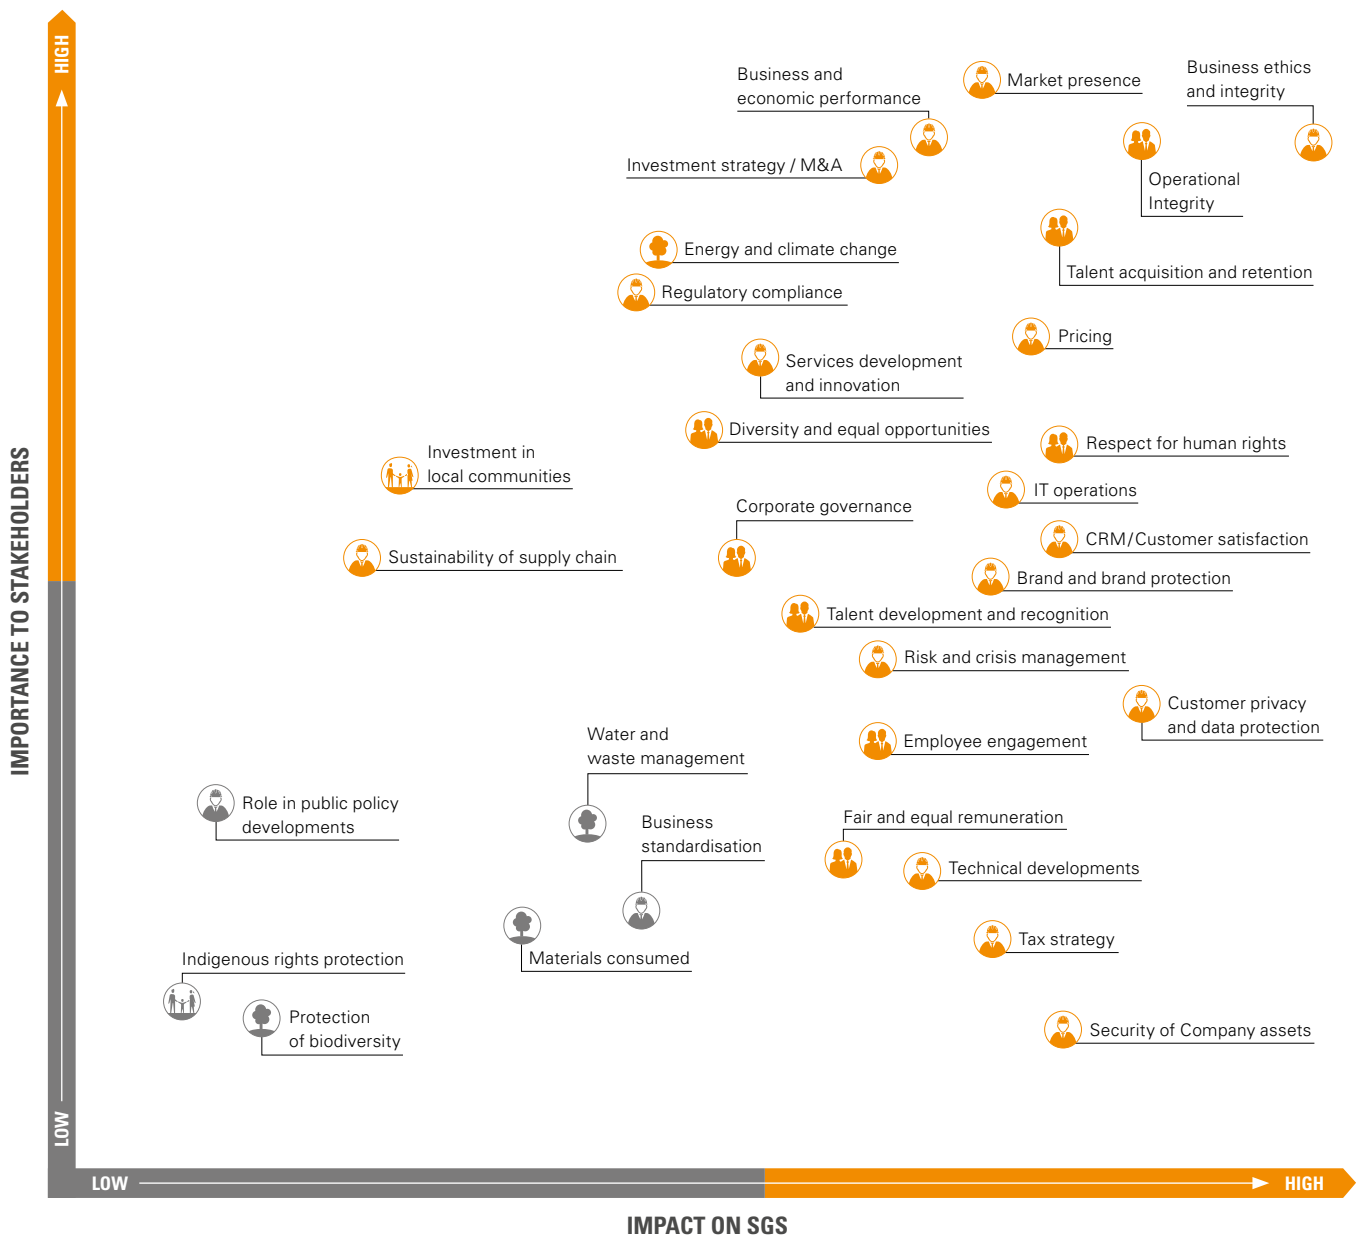 HIGH
Business and
economic performance
Market presence
Business ethics
and integrity
Investment strategy / M&A
Operational
Integrity
Energy and climate change
Talent acquisition and retention
Regulatory compliance
Pricing
Services development
and innovation
Diversity and equal opportunities
Respect for human rights
Investment in
local communities
IT operations
Corporate governance
CRM/Customer satisfaction
Sustainability of supply chain
Brand and brand protection
Talent development and recognition
Risk and crisis management
Customer privacy
and data protection
Water and
waste management
Employee engagement
Role in public policy
developments
Business
standardisation
Fair and equal remuneration
Technical developments
Materials consumed
Tax strategy
Indigenous rights protection
Protection
of biodiversity
Security of Company assets
IMPORTANCE TO STAKEHOLDERS
LOW
LOW
HIGH
IMPACT ON SGS